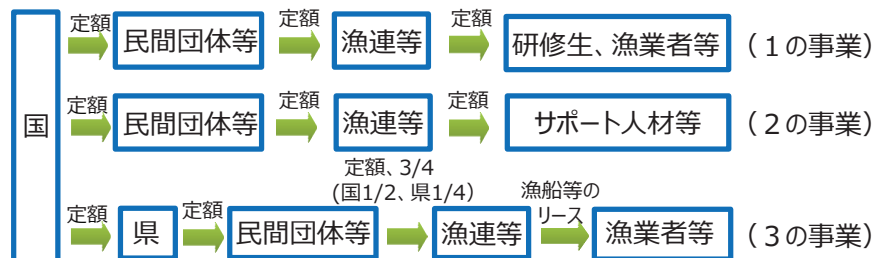 定額 定額 定額
民間団体等 漁連等 研修生、漁業者等 （１の事業）
国
定額 定額 定額
民間団体等 漁連等 サポート人材等 （２の事業）
定額、3/4
(国1/2、県1/4)
漁船等の
リース
定額 定額
県 民間団体等 漁連等 漁業者等 （３の事業）